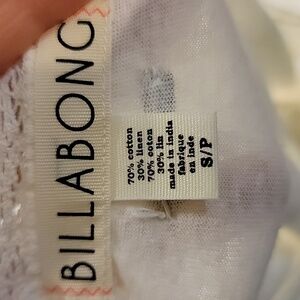 BILLABONG
70% cotton
30% linen
70% coton
30% lin
made in india
fabriqué
en inde
S/P